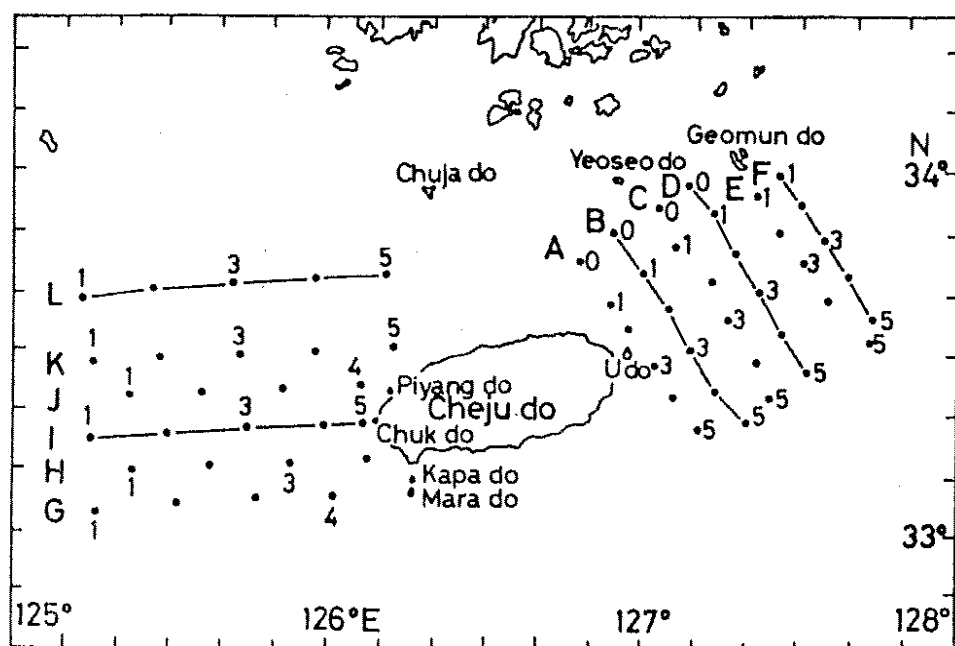 Geomun do
N
Yeoseo do
F 1
34°
Chuja do
D 0
E 1
C 0
B 0
1
A 0
1
5
3
1
3
3
1
L
1
3
3
5
5
K
1
3
5
U do
3
5
4
J
1
Piyang do
5
1
3
5
Cheju do
5
I
Chuk do
H
1
3
Kapa do
G
1
4
Mara do
33°
125°
126°E
127°
128°